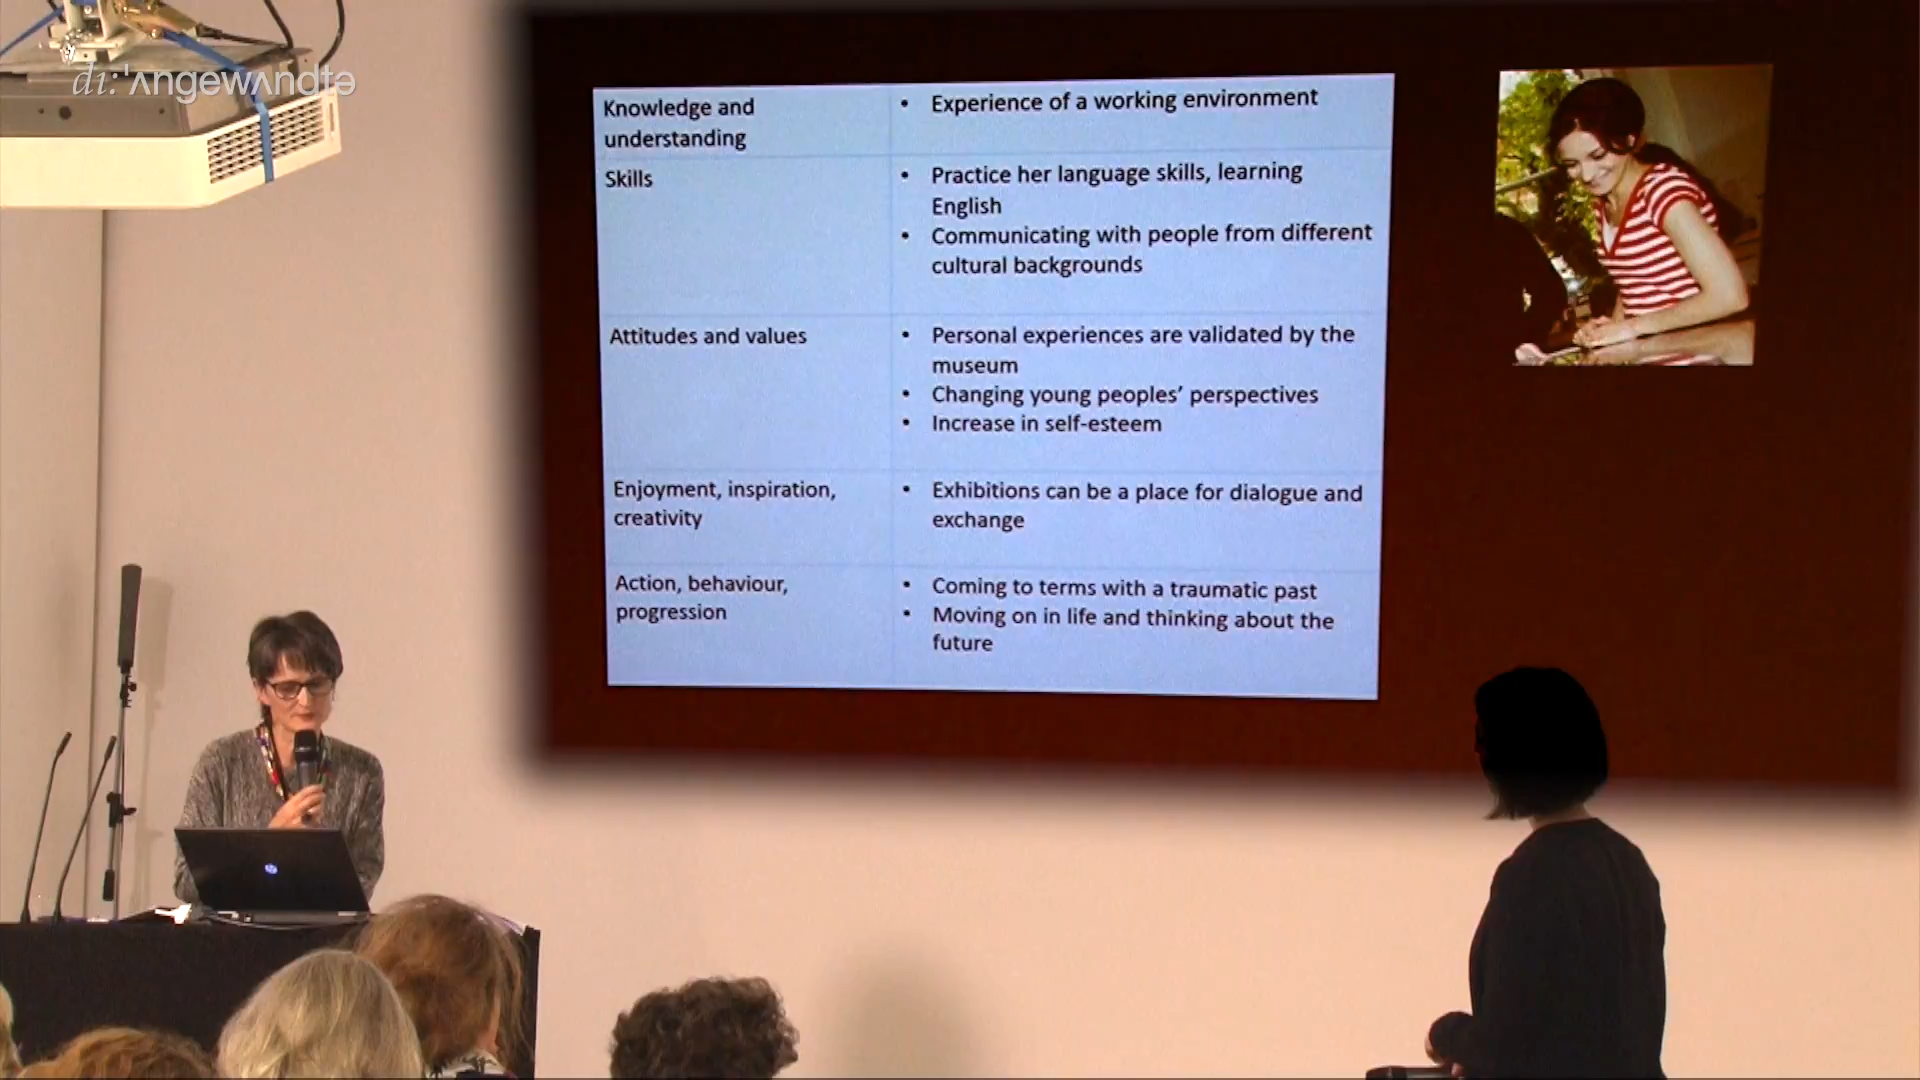 di:'ʌngewʌndtə
Knowledge and
understanding
• Experience of a working environment
Skills
• Practice her language skills, learning
English
• Communicating with people from different
cultural backgrounds
Attitudes and values
• Personal experiences are validated by the
museum
• Changing young peoples’ perspectives
• Increase in self-esteem
Enjoyment, inspiration,
creativity
• Exhibitions can be a place for dialogue and
exchange
Action, behaviour,
progression
• Coming to terms with a traumatic past
• Moving on in life and thinking about the
future
hp